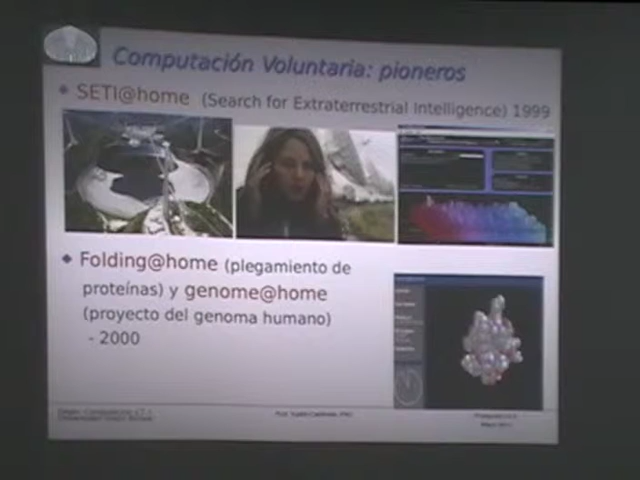 Computación Voluntaria: pioneros
SETI@home (Search for Extraterrestrial Intelligence) 1999
Folding@home (plegamiento de
proteínas) y genome@home
(proyecto del genoma humano)
- 2000